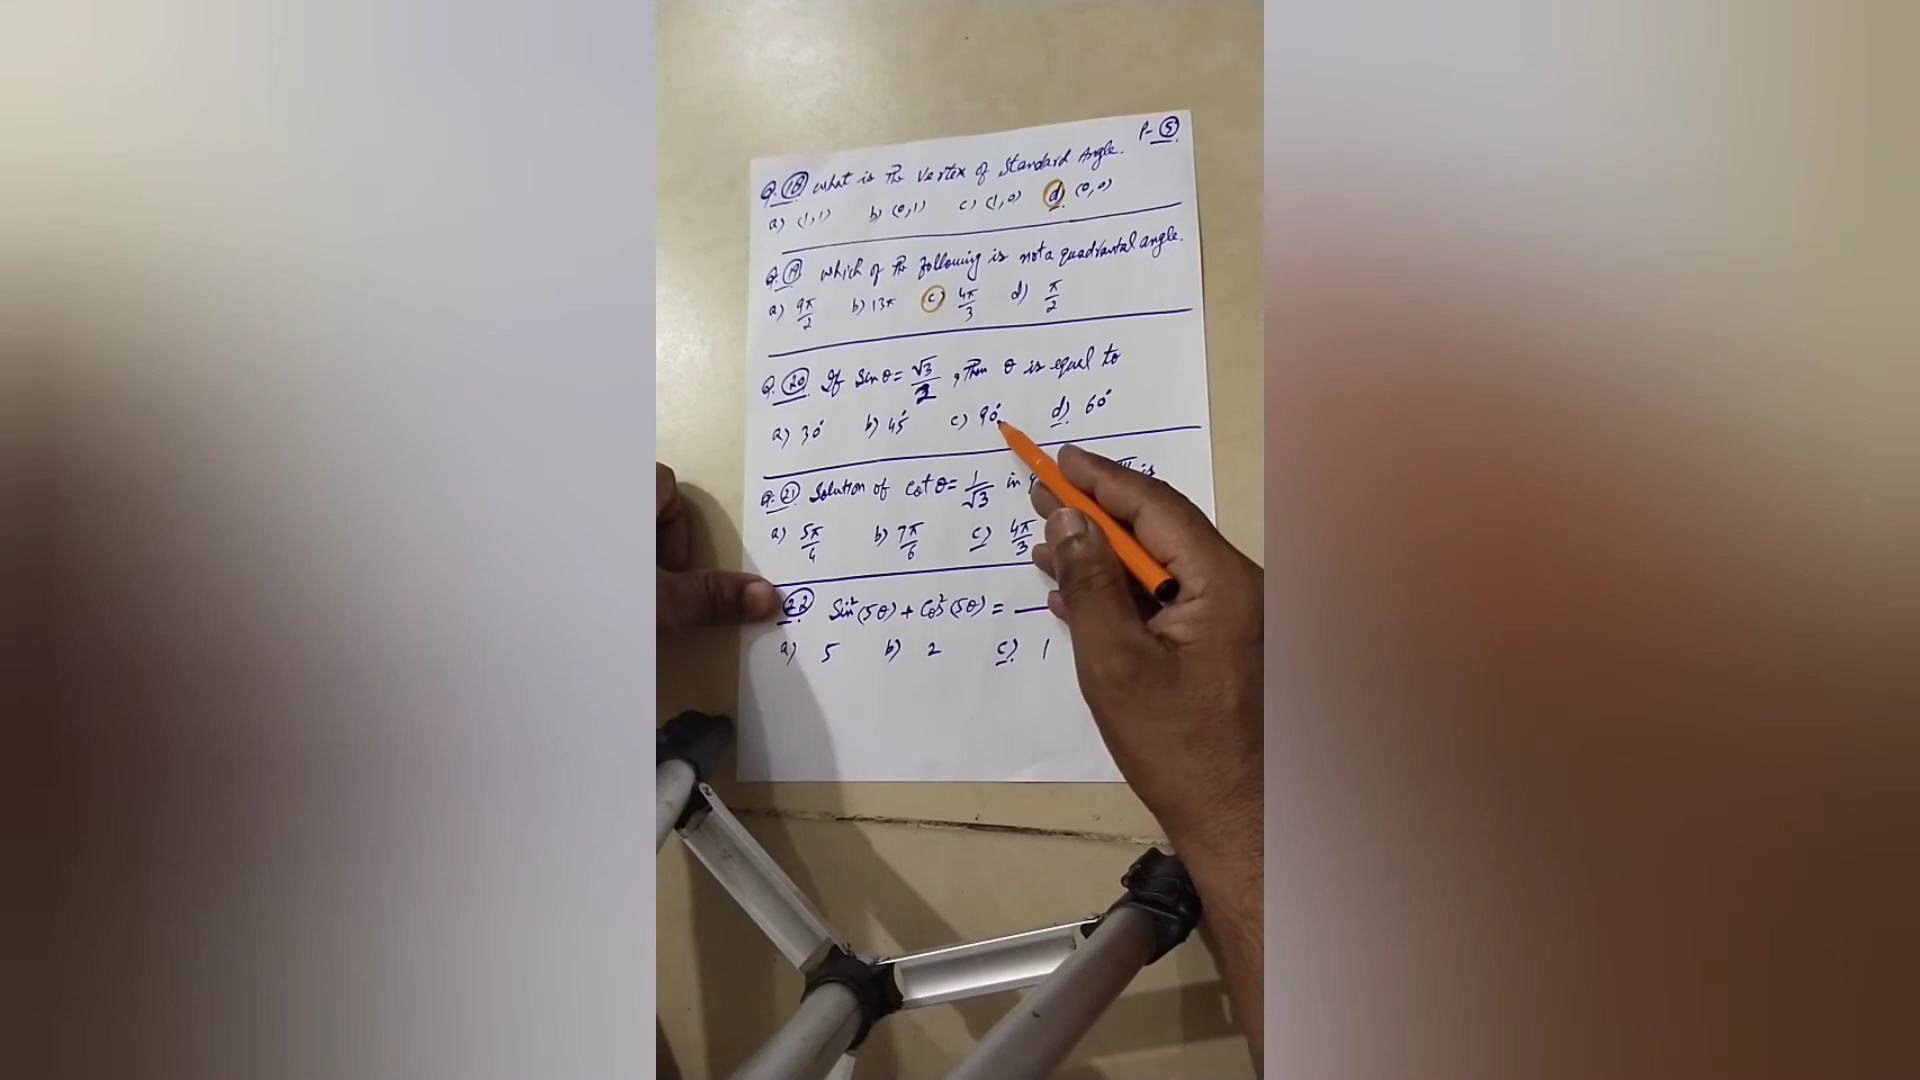 P-5
Q.18 what is The Vertex of Standard Angle.
a) (1,1) b) (0,1) c) (1,0) d) (0,0)
Q.19 which of The following is not a quadrantal angle.
a) 9π/2 b) 13π c) 4π/3 d) π/2
Q.20. If Sinθ = √3/2, Then θ is equal to
a) 30° b) 45° c) 90° d) 60°
Q.21 Solution of Cotθ = 1/√3 in is
a) 5π/4 b) 7π/6 c) 4π/3
22. Sin²(5θ) + Cos²(5θ) = __
a) 5 b) 2 c) 1